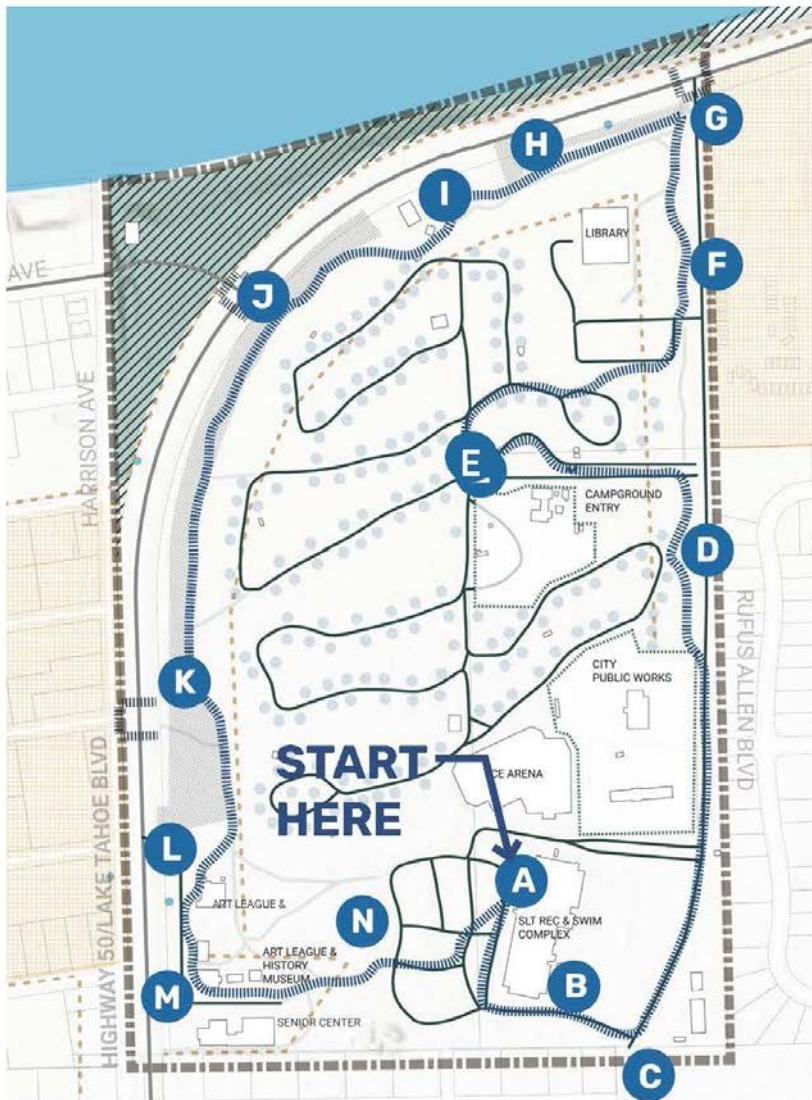 G
H
I
LIBRARY
F
AVE
J
HARRISON AVE
E
CAMPGROUND
ENTRY
D
RUFUS ALLEN BLVD
CITY
PUBLIC WORKS
K
HIGHWAY 50/LAKE TAHOE BLVD
START
HERE
CE ARENA
L
A
ART LEAGUE &
N
SLT REC & SWIM
COMPLEX
ART LEAGUE &
HISTORY
MUSEUM
B
M
SENIOR CENTER
C